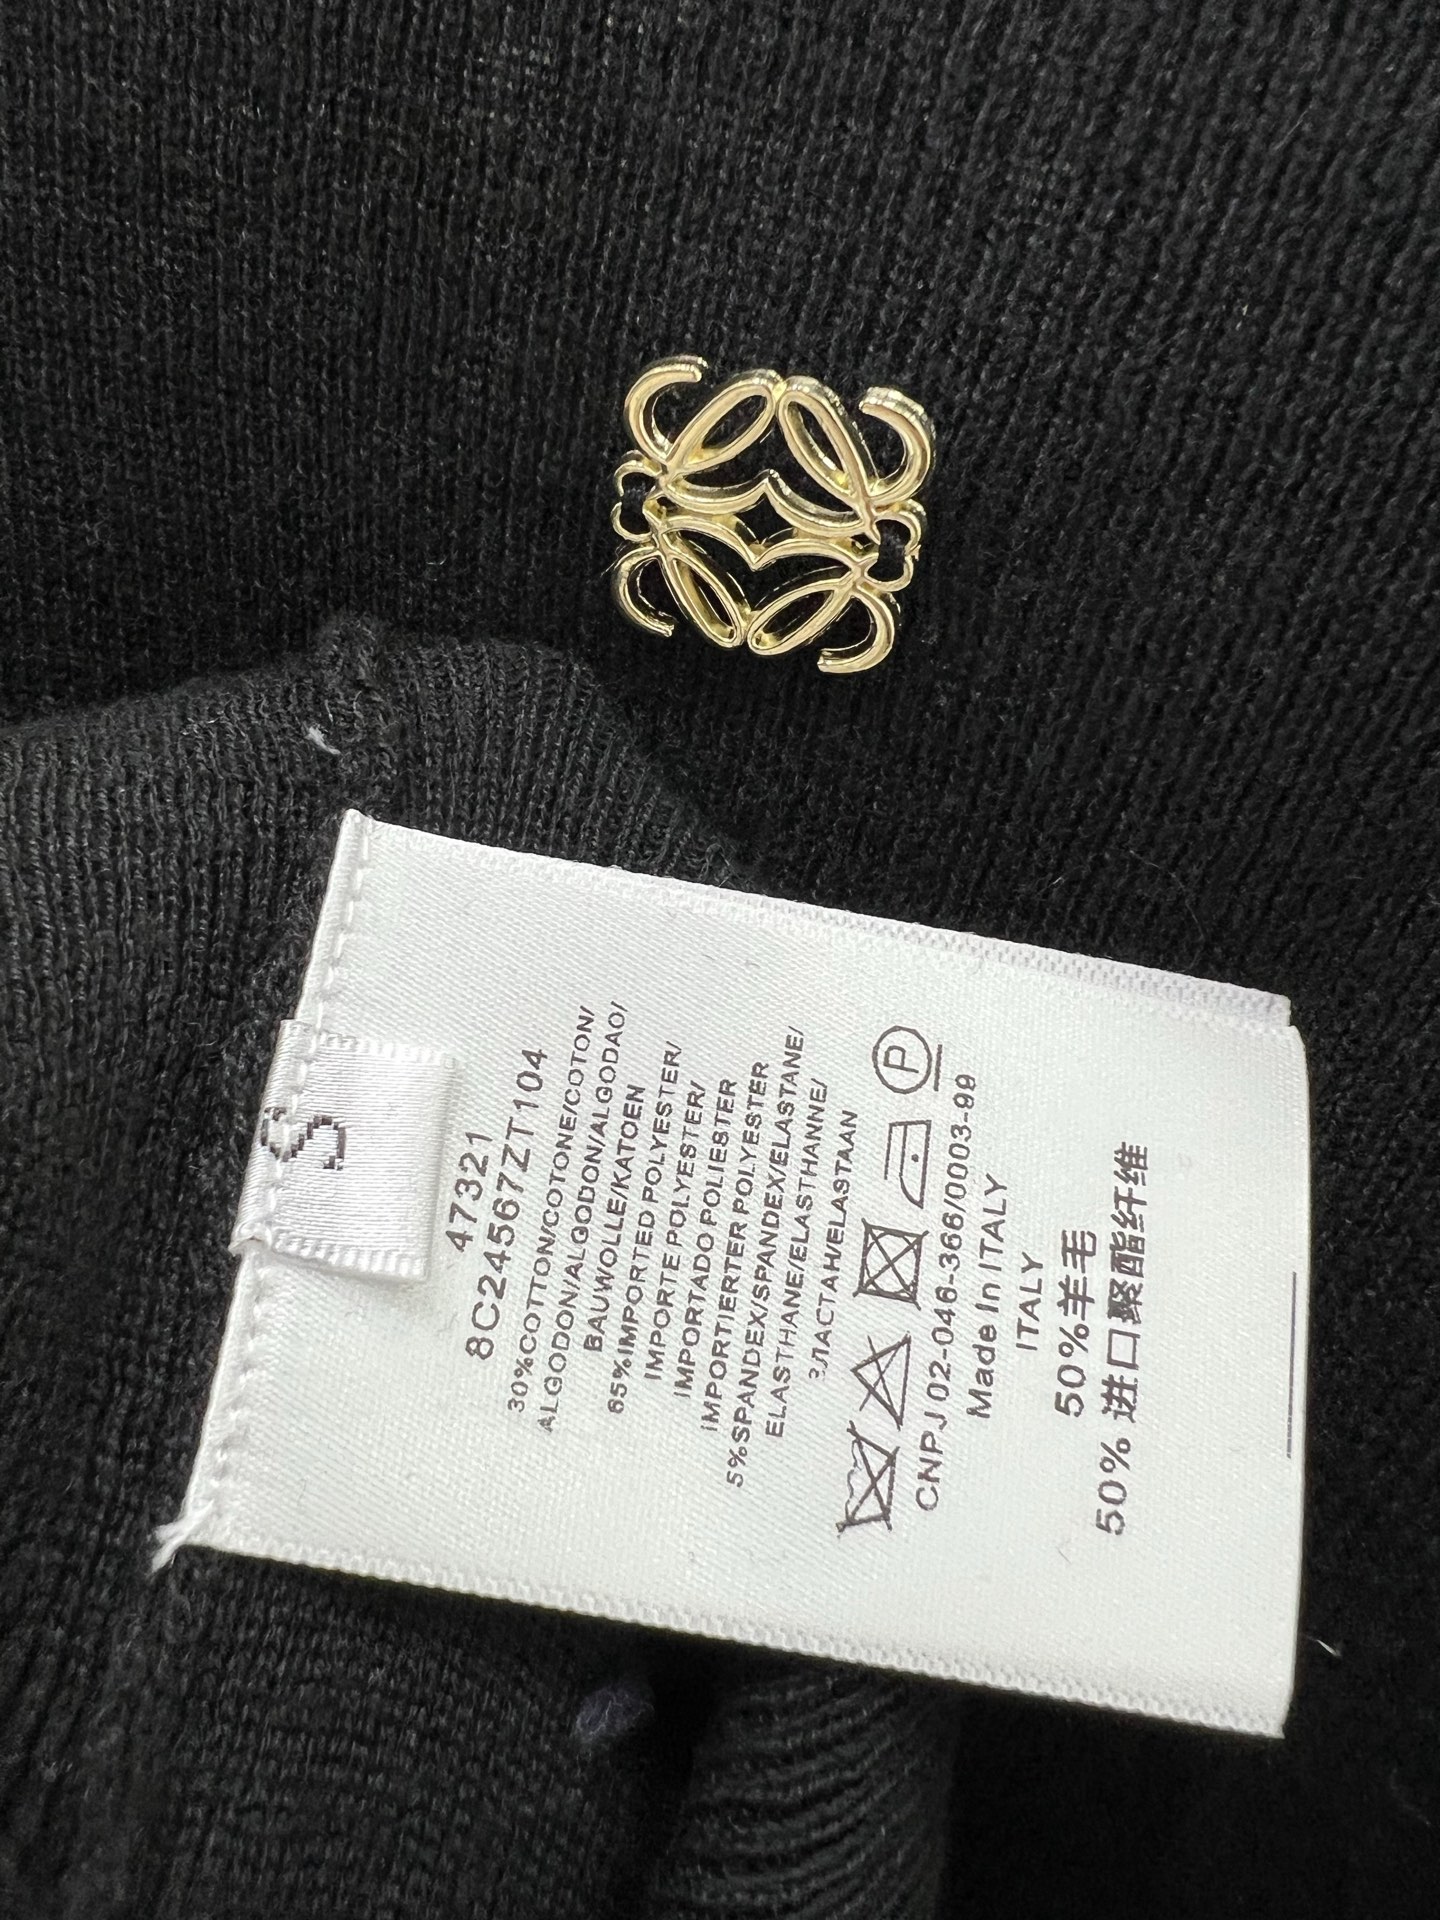 S
47321
8C24567ZT104
30%COTTON/COTONE/COTON/
ALGODON/ALGODON/ALGODAO/
BAUWOLLE/KATOEN
65%IMPORTED POLYESTER/
IMPORTE POLYESTER/
IMPORTADO POLIESTER
IMPORTIERTER POLYESTER
5%SPANDEX/SPANDEX/ELASTANE/
ELASTHANE/ELASTHANNE/
ЗЛАСТАН/ELASTAAN
P
CNPJ 02-046-366/0003-99
Made In ITALY
ITALY
50%羊毛
50% 进口聚酯纤维